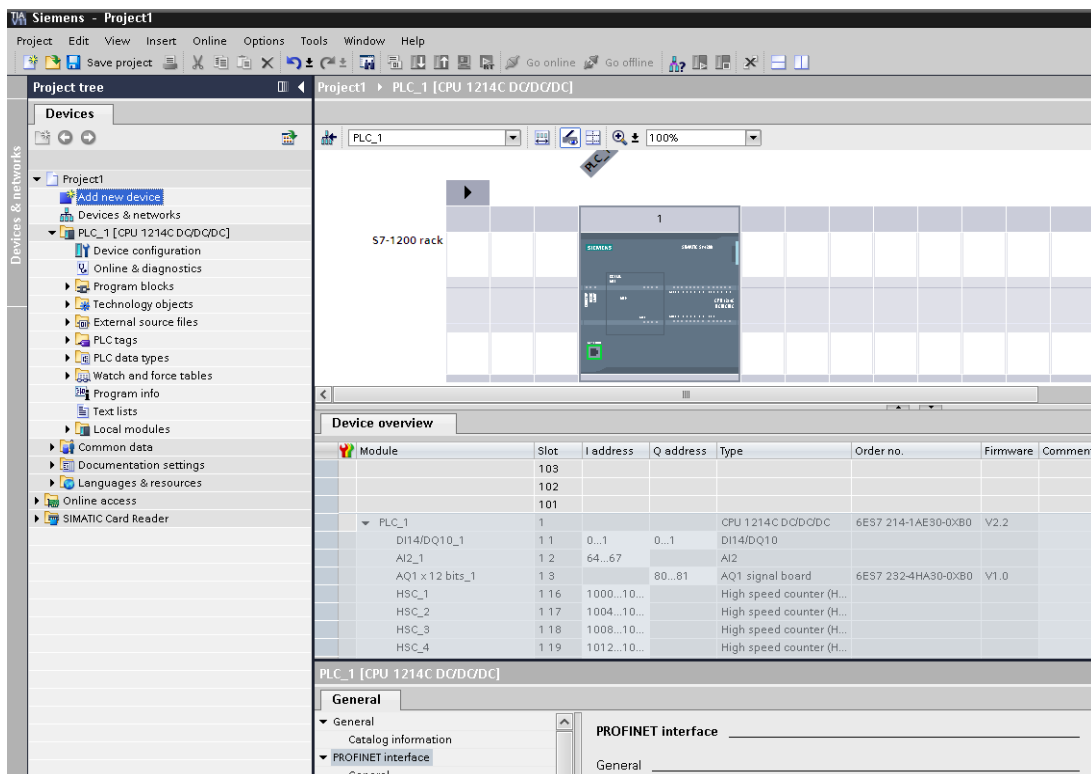 Siemens - Project1
Project Edit View Insert Online Options Tools Window Help
Save project Go online Go offline
Project tree
Project1 PLC_1 [CPU 1214C DC/DC/DC]
Devices
PLC_1 100%
Devices & networks
Project1
Add new device
Devices & networks
PLC_1 [CPU 1214C DC/DC/DC]
Device configuration
Online & diagnostics
Program blocks
Technology objects
External source files
PLC tags
PLC data types
Watch and force tables
Program info
Text lists
Local modules
Common data
Documentation settings
Languages & resources
Online access
SIMATIC Card Reader
PLC_1
1
S7-1200 rack
SIEMENS
Device overview
Module Slot I address Q address Type Order no. Firmware Comment
103
102
101
PLC_1 1 CPU 1214C DC/DC/DC 6ES7 214-1AE30-0XB0 V2.2
DI14/DQ10_1 1 1 0...1 0...1 DI14/DQ10
AI2_1 1 2 64...67 AI2
AQ1 x 12 bits_1 1 3 80...81 AQ1 signal board 6ES7 232-4HA30-0XB0 V1.0
HSC_1 1 16 1000...10... High speed counter (H...
HSC_2 1 17 1004...10... High speed counter (H...
HSC_3 1 18 1008...10... High speed counter (H...
HSC_4 1 19 1012...10... High speed counter (H...
PLC_1 [CPU 1214C DC/DC/DC]
General
General
Catalog information
PROFINET interface
General
PROFINET interface
General